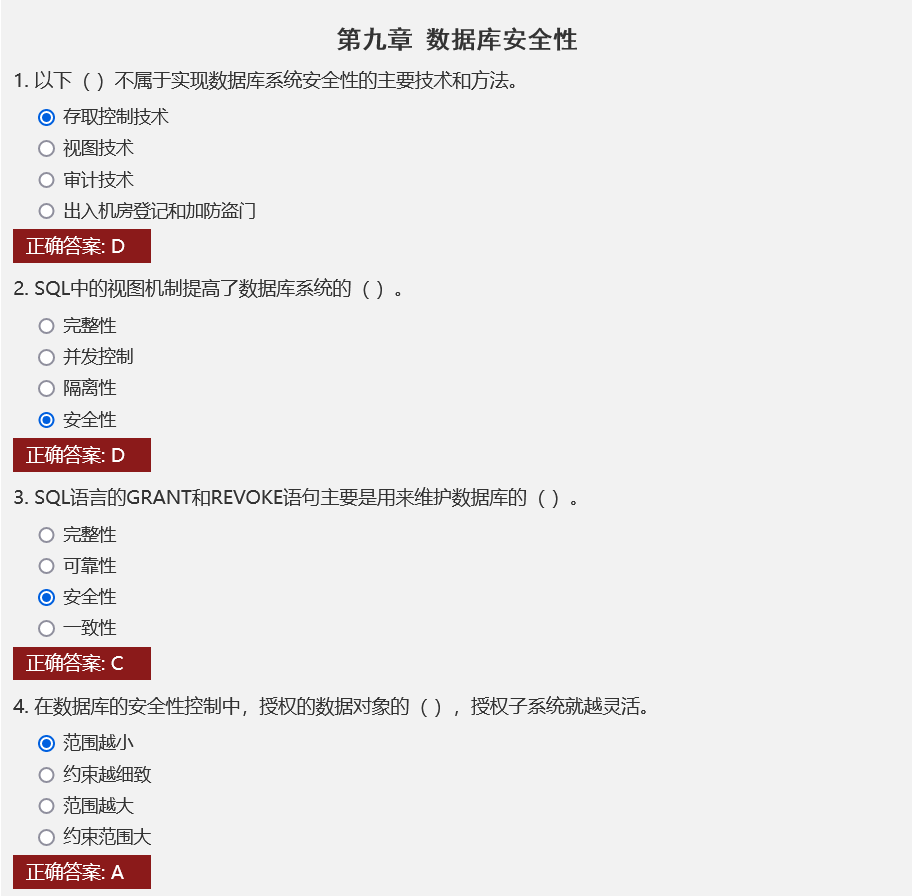 第九章 数据库安全性
1. 以下（ ）不属于实现数据库系统安全性的主要技术和方法。
存取控制技术
视图技术
审计技术
出入机房登记和加防盗门
正确答案: D
2. SQL中的视图机制提高了数据库系统的（ ）。
完整性
并发控制
隔离性
安全性
正确答案: D
3. SQL语言的GRANT和REVOKE语句主要是用来维护数据库的（ ）。
完整性
可靠性
安全性
一致性
正确答案: C
4. 在数据库的安全性控制中，授权的数据对象的（ ），授权子系统就越灵活。
范围越小
约束越细致
范围越大
约束范围大
正确答案: A